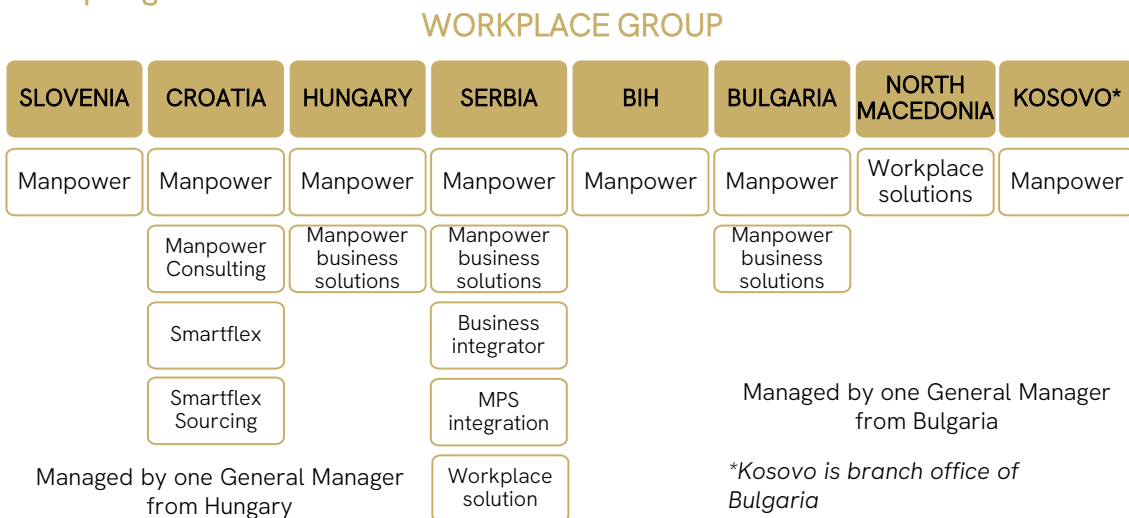 WORKPLACE GROUP
SLOVENIA
CROATIA
HUNGARY
SERBIA
BIH
BULGARIA
NORTH
MACEDONIA
KOSOVO*
Manpower
Manpower
Manpower
Manpower
Manpower
Manpower
Workplace
solutions
Manpower
Manpower
Consulting
Manpower
business
solutions
Manpower
business
solutions
Manpower
business
solutions
Smartflex
Business
integrator
Smartflex
Sourcing
MPS
integration
Managed by one General Manager
from Bulgaria
Managed by one General Manager
from Hungary
Workplace
solution
*Kosovo is branch office of
Bulgaria